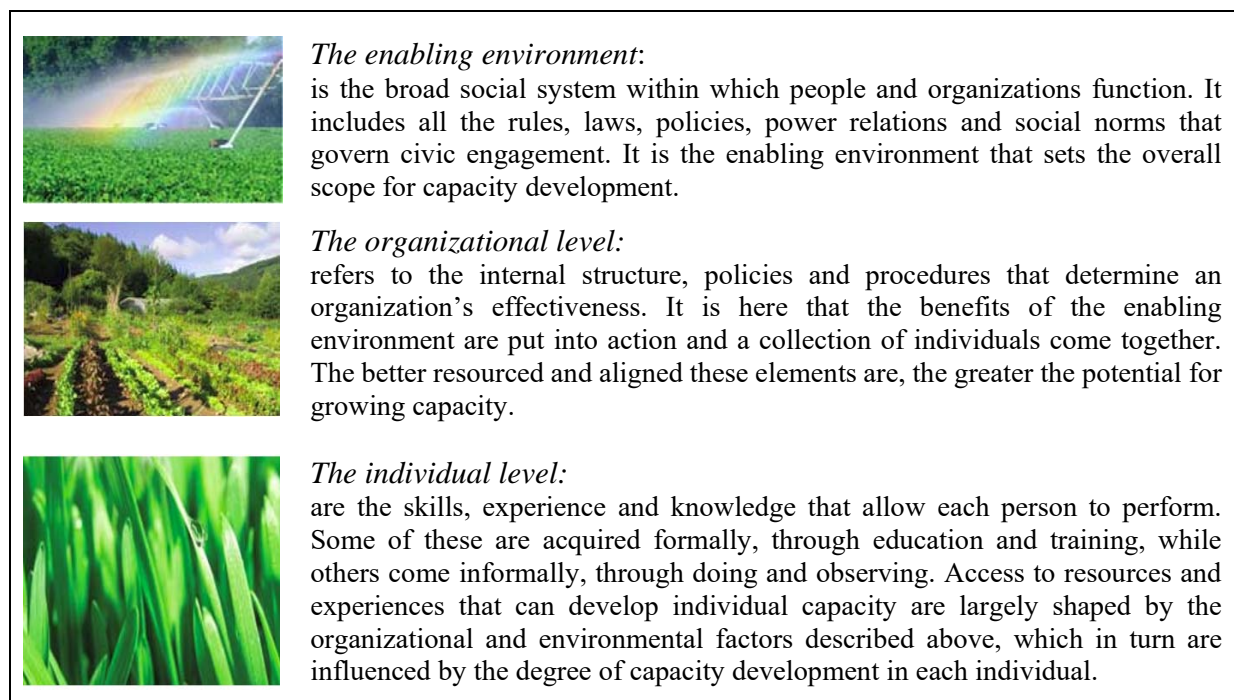 The enabling environment:
is the broad social system within which people and organizations function. It
includes all the rules, laws, policies, power relations and social norms that
govern civic engagement. It is the enabling environment that sets the overall
scope for capacity development.
The organizational level:
refers to the internal structure, policies and procedures that determine an
organization’s effectiveness. It is here that the benefits of the enabling
environment are put into action and a collection of individuals come together.
The better resourced and aligned these elements are, the greater the potential for
growing capacity.
The individual level:
are the skills, experience and knowledge that allow each person to perform.
Some of these are acquired formally, through education and training, while
others come informally, through doing and observing. Access to resources and
experiences that can develop individual capacity are largely shaped by the
organizational and environmental factors described above, which in turn are
influenced by the degree of capacity development in each individual.